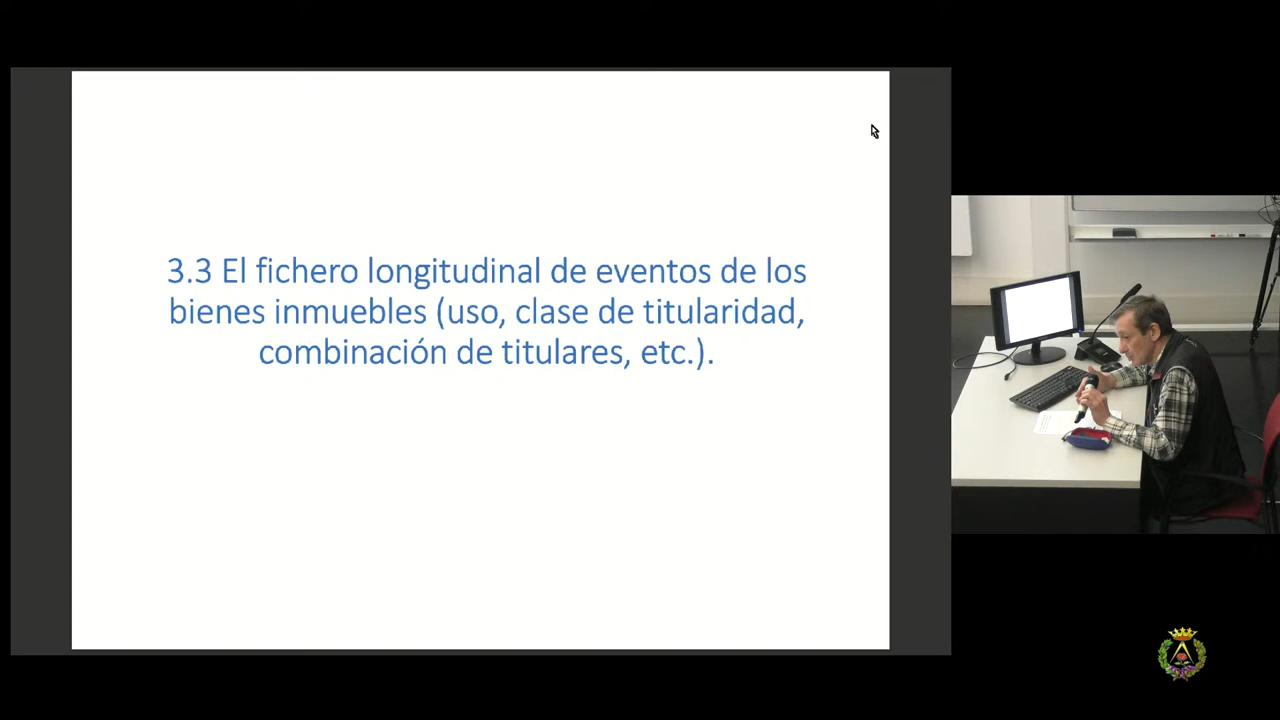 3.3 El fichero longitudinal de eventos de los
bienes inmuebles (uso, clase de titularidad,
combinación de titulares, etc.).